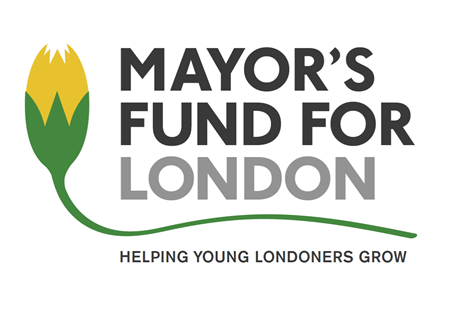 MAYOR'S
FUND FOR
LONDON
HELPING YOUNG LONDONERS GROW